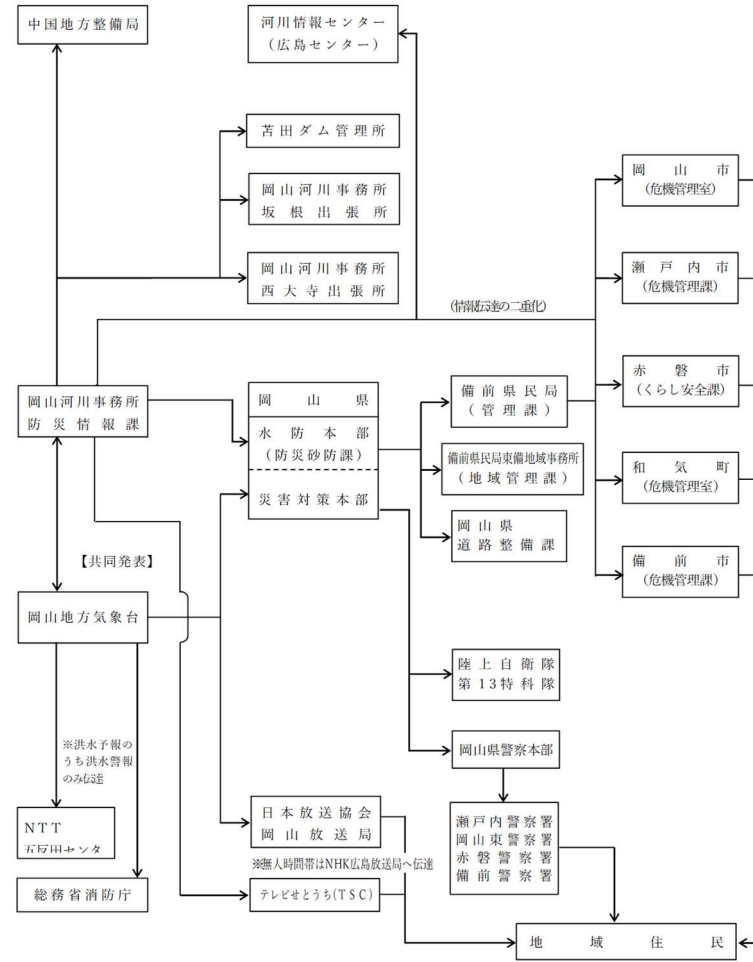 中国地方整備局
河川情報センター
(広島センター)
苫田ダム管理所
岡山河川事務所
坂根出張所
岡山河川事務所
西大寺出張所
岡山市
(危機管理室)
瀬戸内市
(危機管理課)
(情報伝達の二重化)
岡山河川事務所
防災情報課
岡山県
水防本部
(防災砂防課)
災害対策本部
備前県民局
(管理課)
備前県民局東備地域事務所
(地域管理課)
岡山県
道路整備課
赤磐市
(くらし安全課)
和気町
(危機管理室)
備前市
(危機管理課)
【共同発表】
岡山地方気象台
陸上自衛隊
第13特科隊
※洪水予報の
うち洪水警報
のみ伝達
岡山県警察本部
NTT
五反田センタ
日本放送協会
岡山放送局
※無人時間帯はNHK広島放送局へ伝達
瀬戸内警察署
岡山東警察署
赤磐警察署
備前警察署
総務省消防庁
テレビせとうち(TSC)
地域住民